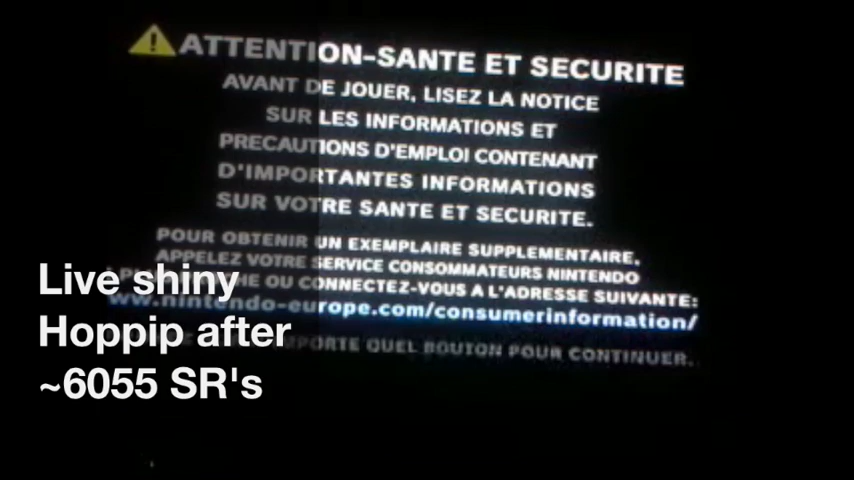 ATTENTION-SANTE ET SECURITE
AVANT DE JOUER, LISEZ LA NOTICE
SUR LES INFORMATIONS ET
PRECAUTIONS D'EMPLOI CONTENANT
D'IMPORTANTES INFORMATIONS
SUR VOTRE SANTE ET SECURITE.
POUR OBTENIR UN EXEMPLAIRE SUPPLEMENTAIRE,
APPELEZ VOTRE SERVICE CONSOMMATEURS NINTENDO
OU CONNECTEZ-VOUS A L'ADRESSE SUIVANTE:
www.nintendo-europe.com/consumerinformation/
QUEL BOUTON POUR CONTINUER.
Live shiny
Hoppip after
~6055 SR's